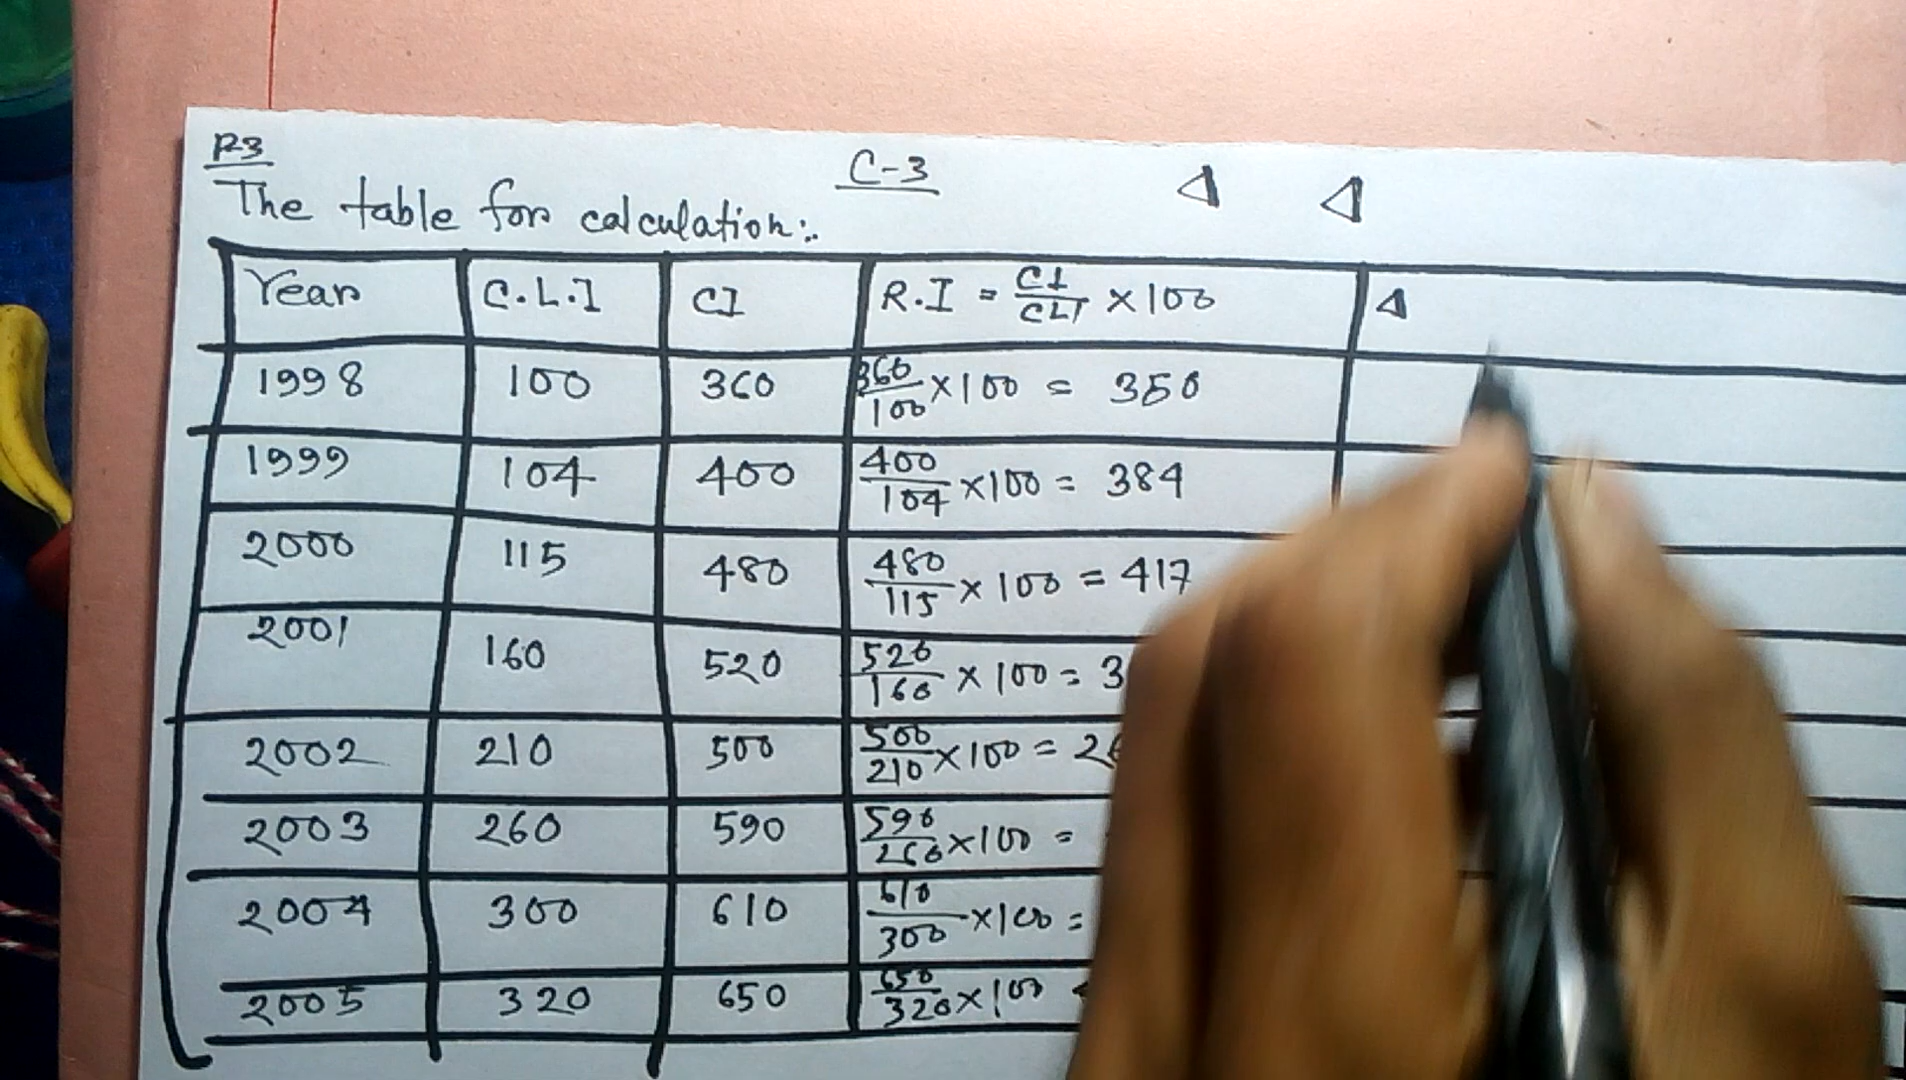 P3
C-3
The table for calculation:.
Year C.L.I CI R.I = CI/CLI × 100
1998 100 360 360/100 × 100 = 360
1999 104 400 400/104 × 100 = 384
2000 115 480 480/115 × 100 = 417
2001 160 520 520/160 × 100 = 3
2002 210 500 500/210 × 100 = 2
2003 260 590 590/260 × 100 =
2004 300 610 610/300 × 100 =
2005 320 650 650/320 × 100